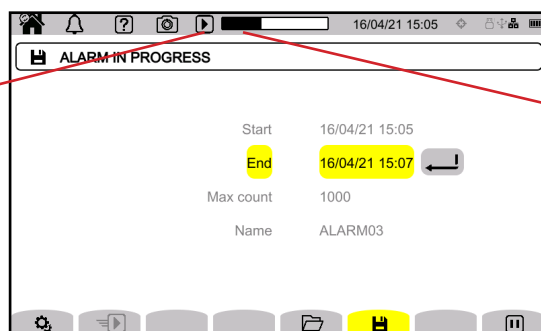 16/04/21 15:05
ALARM IN PROGRESS
Start 16/04/21 15:05
End 16/04/21 15:07
Max count 1000
Name ALARM03